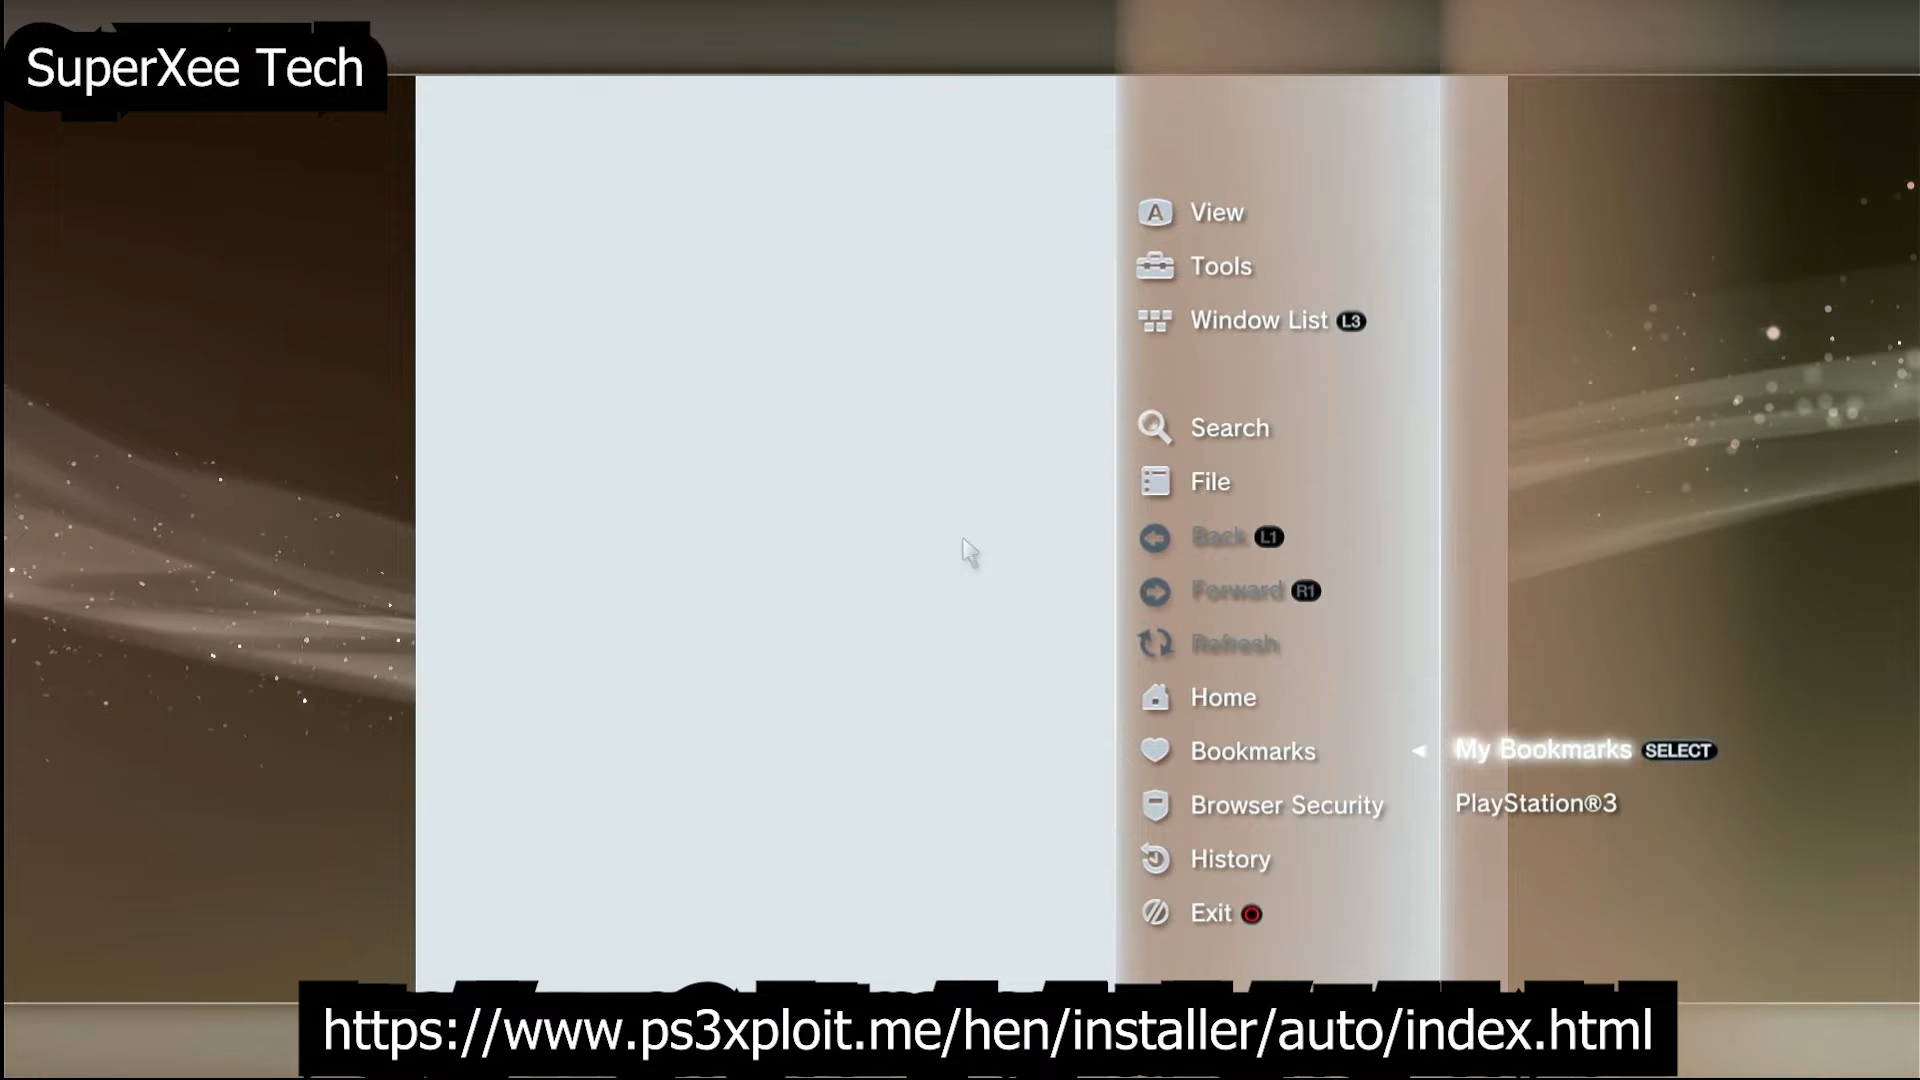 SuperXee Tech
A View
Tools
Window List L3
Search
File
Back L1
Forward R1
Refresh
Home
Bookmarks
My Bookmarks SELECT
PlayStation®3
Browser Security
History
Exit
https://www.ps3xploit.me/hen/installer/auto/index.html